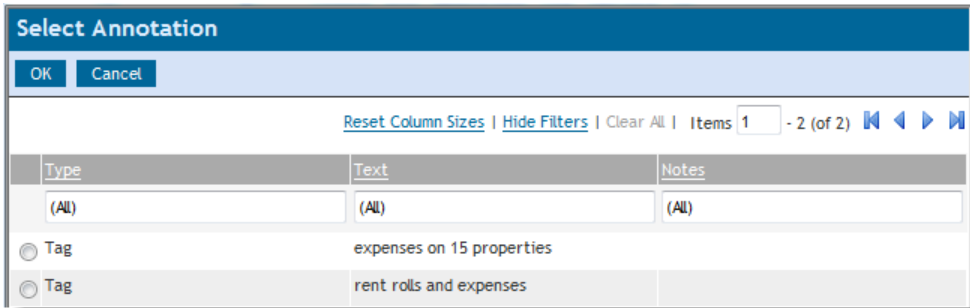 Select Annotation
OK Cancel
Reset Column Sizes | Hide Filters | Clear All | Items 1 - 2 (of 2)
Type Text Notes
(All) (All) (All)
Tag expenses on 15 properties
Tag rent rolls and expenses